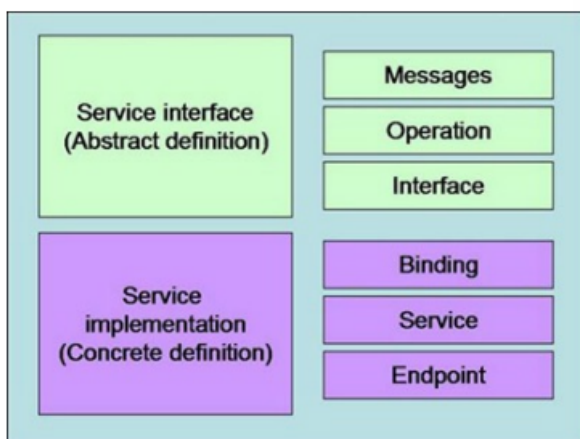 Service interface
(Abstract definition)
Messages
Operation
Interface
Service
implementation
(Concrete definition)
Binding
Service
Endpoint